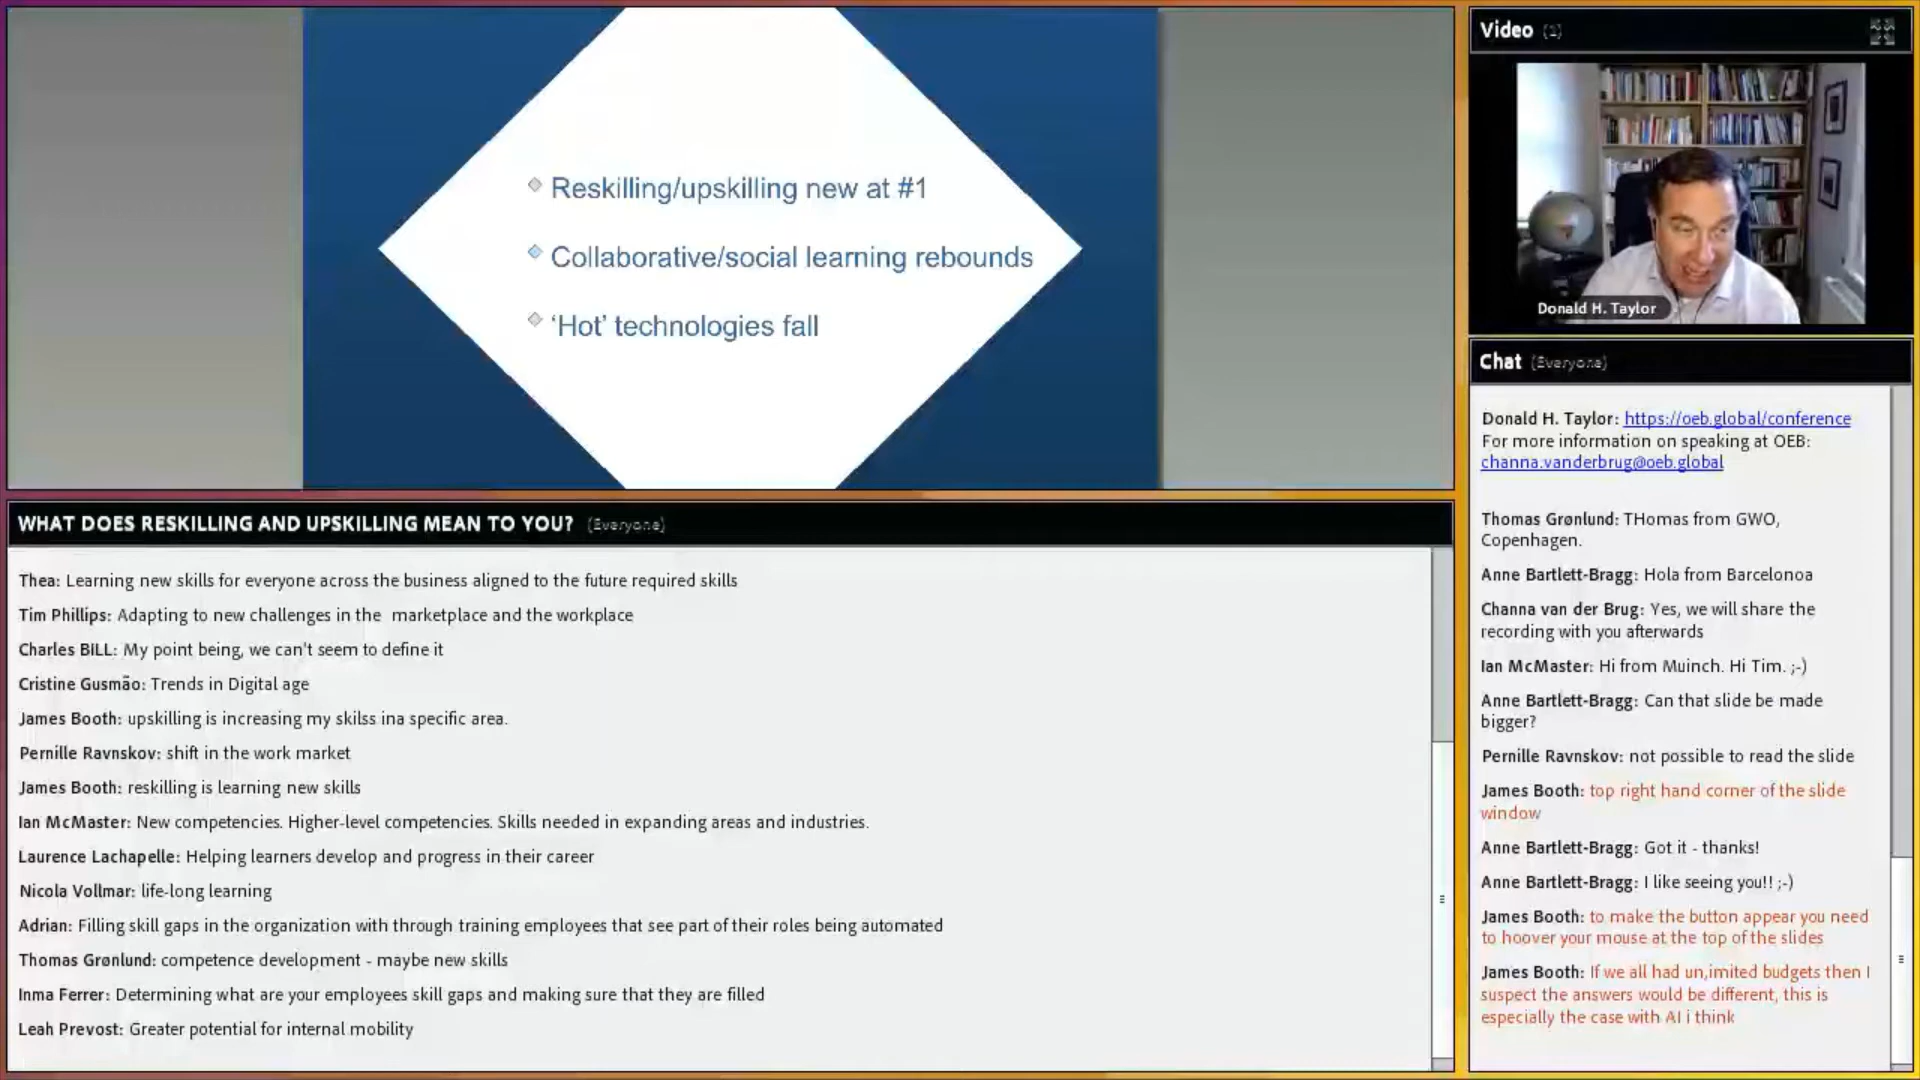 Reskilling/upskilling new at #1
Collaborative/social learning rebounds
‘Hot’ technologies fall
WHAT DOES RESKILLING AND UPSKILLING MEAN TO YOU? (Everyone)
Thea: Learning new skills for everyone across the business aligned to the future required skills
Tim Phillips: Adapting to new challenges in the marketplace and the workplace
Charles BILL: My point being, we can't seem to define it
Cristine Gusmão: Trends in Digital age
James Booth: upskilling is increasing my skilss ina specific area.
Pernille Ravnskov: shift in the work market
James Booth: reskilling is learning new skills
Ian McMaster: New competencies. Higher-level competencies. Skills needed in expanding areas and industries.
Laurence Lachapelle: Helping learners develop and progress in their career
Nicola Vollmar: life-long learning
Adrian: Filling skill gaps in the organization with through training employees that see part of their roles being automated
Thomas Grønlund: competence development - maybe new skills
Inma Ferrer: Determining what are your employees skill gaps and making sure that they are filled
Leah Prevost: Greater potential for internal mobility
Video (1)
Donald H. Taylor
Chat (Everyone)
Donald H. Taylor: https://oeb.global/conference
For more information on speaking at OEB:
channa.vanderbrug@oeb.global
Thomas Grønlund: THomas from GWO,
Copenhagen.
Anne Bartlett-Bragg: Hola from Barcelonoa
Channa van der Brug: Yes, we will share the
recording with you afterwards
Ian McMaster: Hi from Muinch. Hi Tim. ;-)
Anne Bartlett-Bragg: Can that slide be made
bigger?
Pernille Ravnskov: not possible to read the slide
James Booth: top right hand corner of the slide
window
Anne Bartlett-Bragg: Got it - thanks!
Anne Bartlett-Bragg: I like seeing you!! ;-)
James Booth: to make the button appear you need
to hoover your mouse at the top of the slides
James Booth: If we all had un,imited budgets then I
suspect the answers would be different, this is
especially the case with AI i think